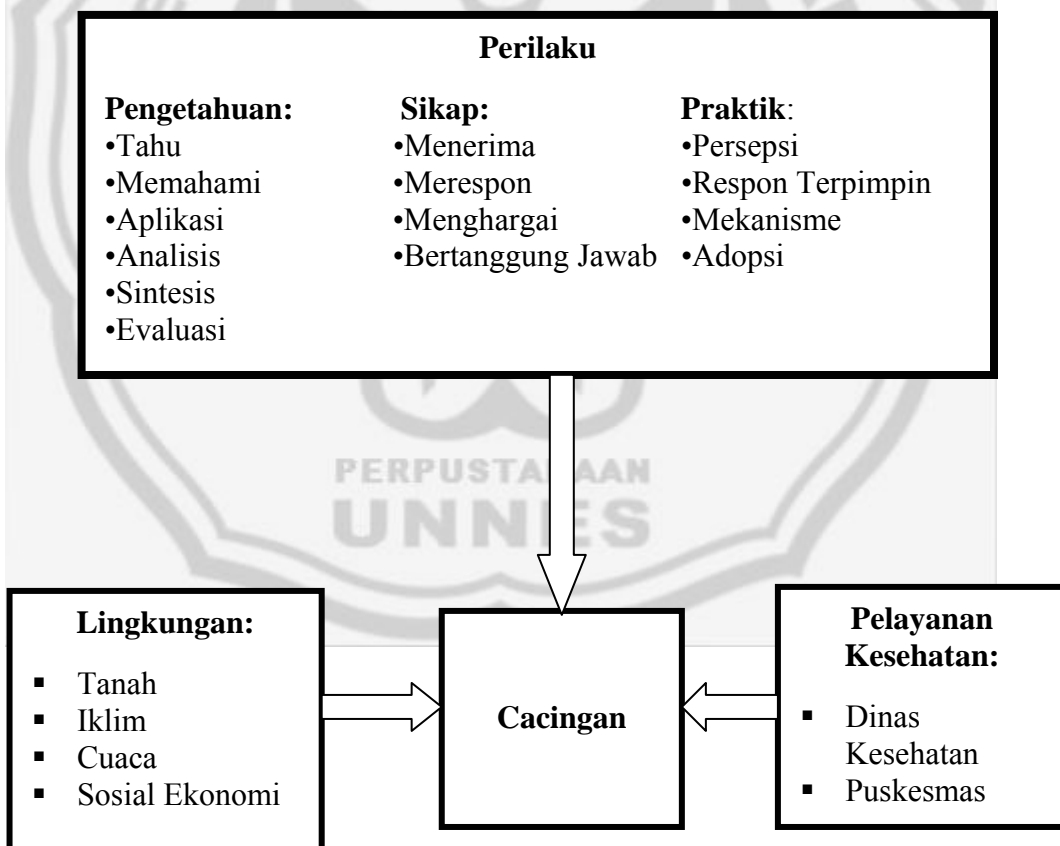 Perilaku
Pengetahuan:
•Tahu
•Memahami
•Aplikasi
•Analisis
•Sintesis
•Evaluasi
Sikap:
•Menerima
•Merespon
•Menghargai
•Bertanggung Jawab
Praktik:
•Persepsi
•Respon Terpimpin
•Mekanisme
•Adopsi
UNNES
Lingkungan:
▪ Tanah
▪ Iklim
▪ Cuaca
▪ Sosial Ekonomi
Cacingan
Pelayanan
Kesehatan:
▪ Dinas
Kesehatan
▪ Puskesmas